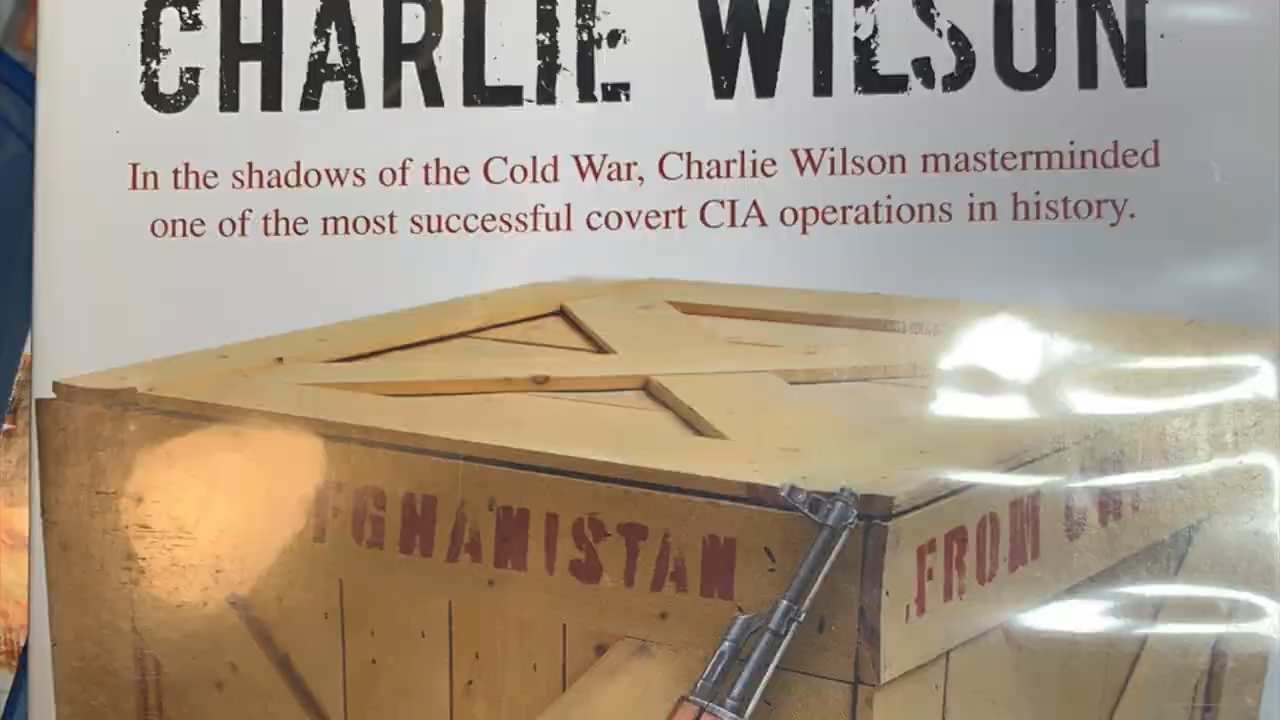 CHARLIE WILSON
In the shadows of the Cold War, Charlie Wilson masterminded
one of the most successful covert CIA operations in history.
FGHANISTAN
FROM